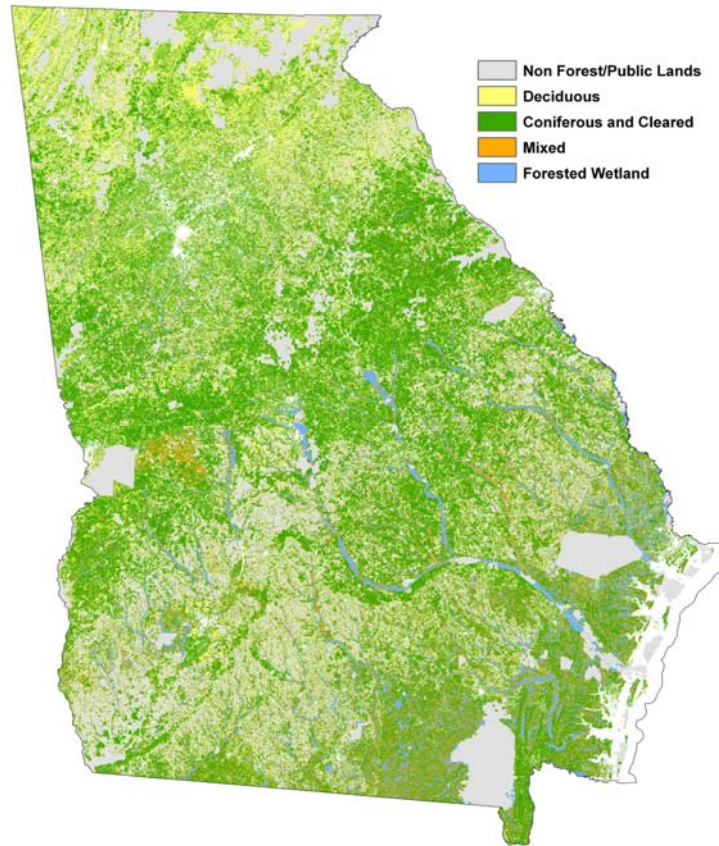 Non Forest/Public Lands
Deciduous
Coniferous and Cleared
Mixed
Forested Wetland